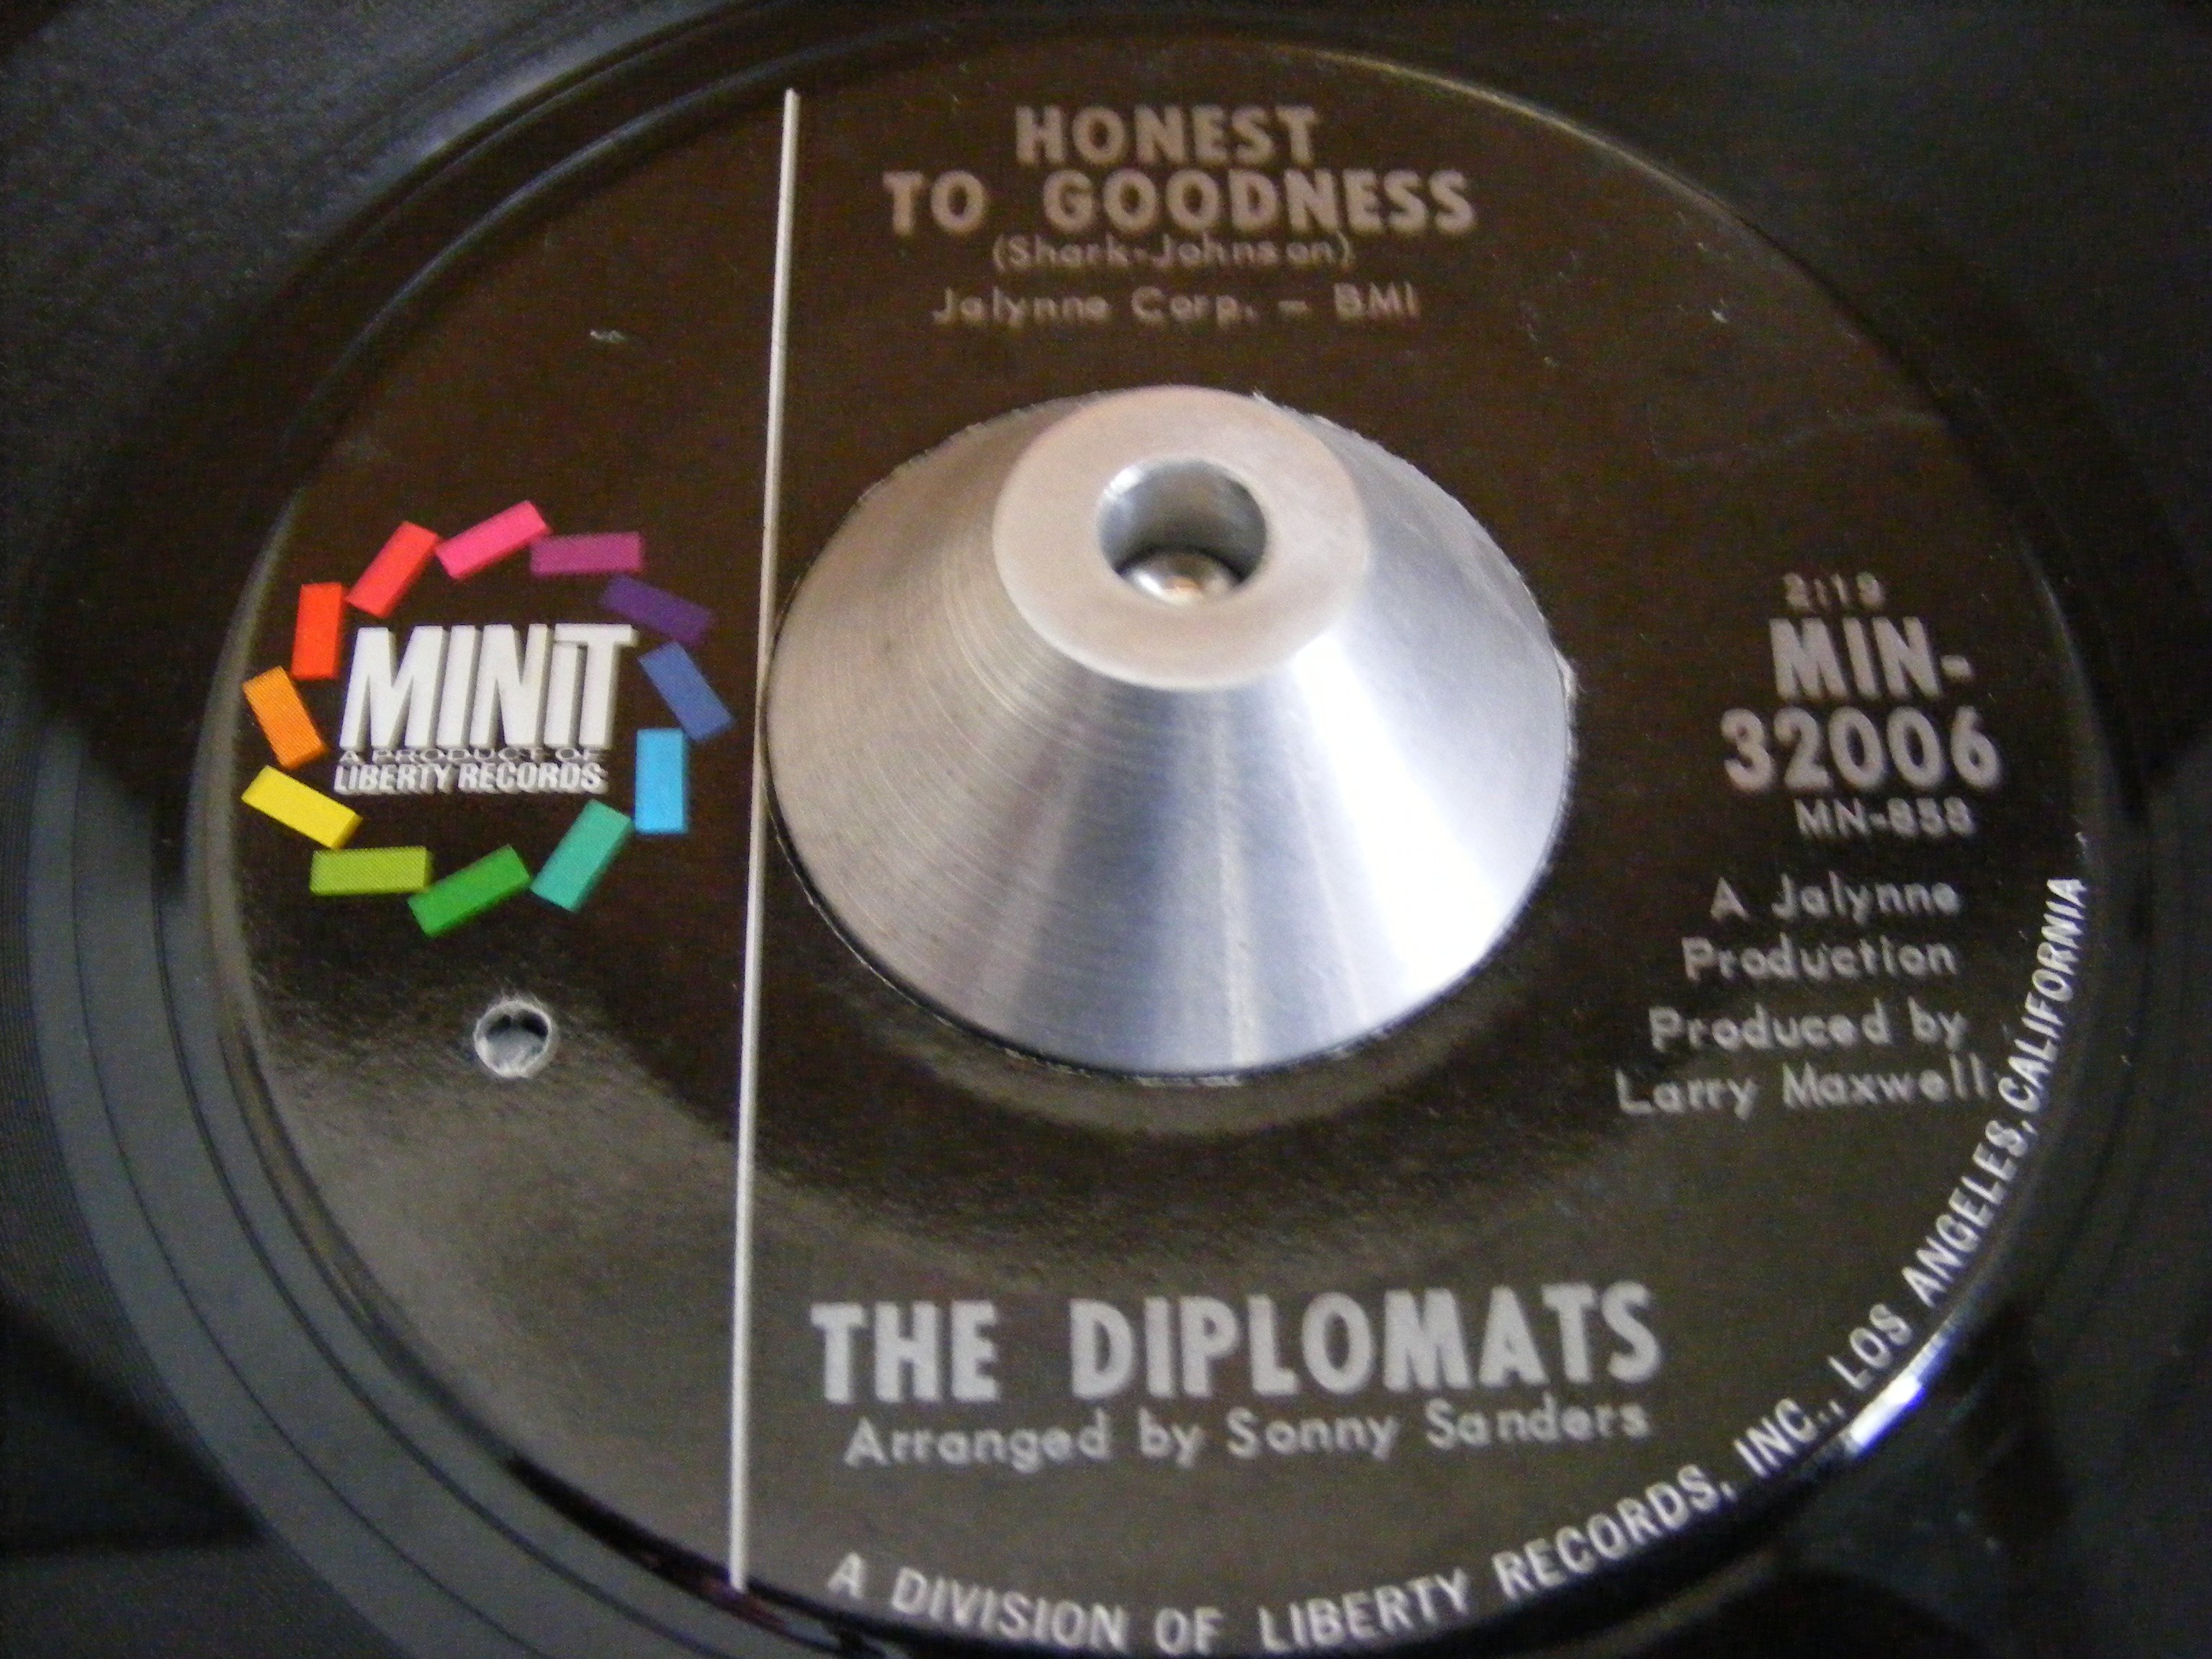 HONEST
TO GOODNESS
(Shark-Johnson)
Jalynne Corp. – BMI
MINIT
A PRODUCT OF
LIBERTY RECORDS
2:19
MIN-
32006
MN-858
A Jalynne
Production
Produced by
Larry Maxwell
THE DIPLOMATS
Arranged by Sonny Sanders
A DIVISION OF LIBERTY RECORDS, INC., LOS ANGELES, CALIFORNIA